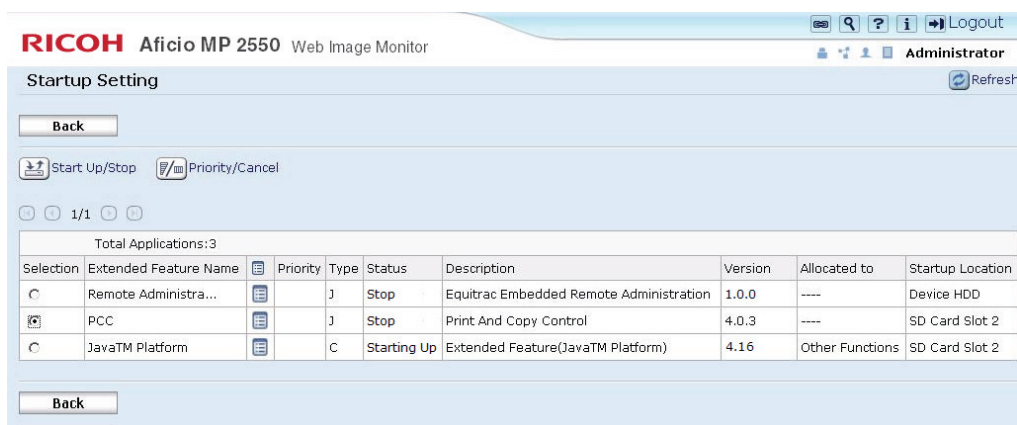 Logout
RICOH Aficio MP 2550 Web Image Monitor
Administrator
Startup Setting
Refresh
Back
Start Up/Stop Priority/Cancel
1/1
Total Applications:3
Selection Extended Feature Name Priority Type Status Description Version Allocated to Startup Location
Remote Administra... J Stop Equitrac Embedded Remote Administration 1.0.0 ---- Device HDD
PCC J Stop Print And Copy Control 4.0.3 ---- SD Card Slot 2
JavaTM Platform C Starting Up Extended Feature(JavaTM Platform) 4.16 Other Functions SD Card Slot 2
Back